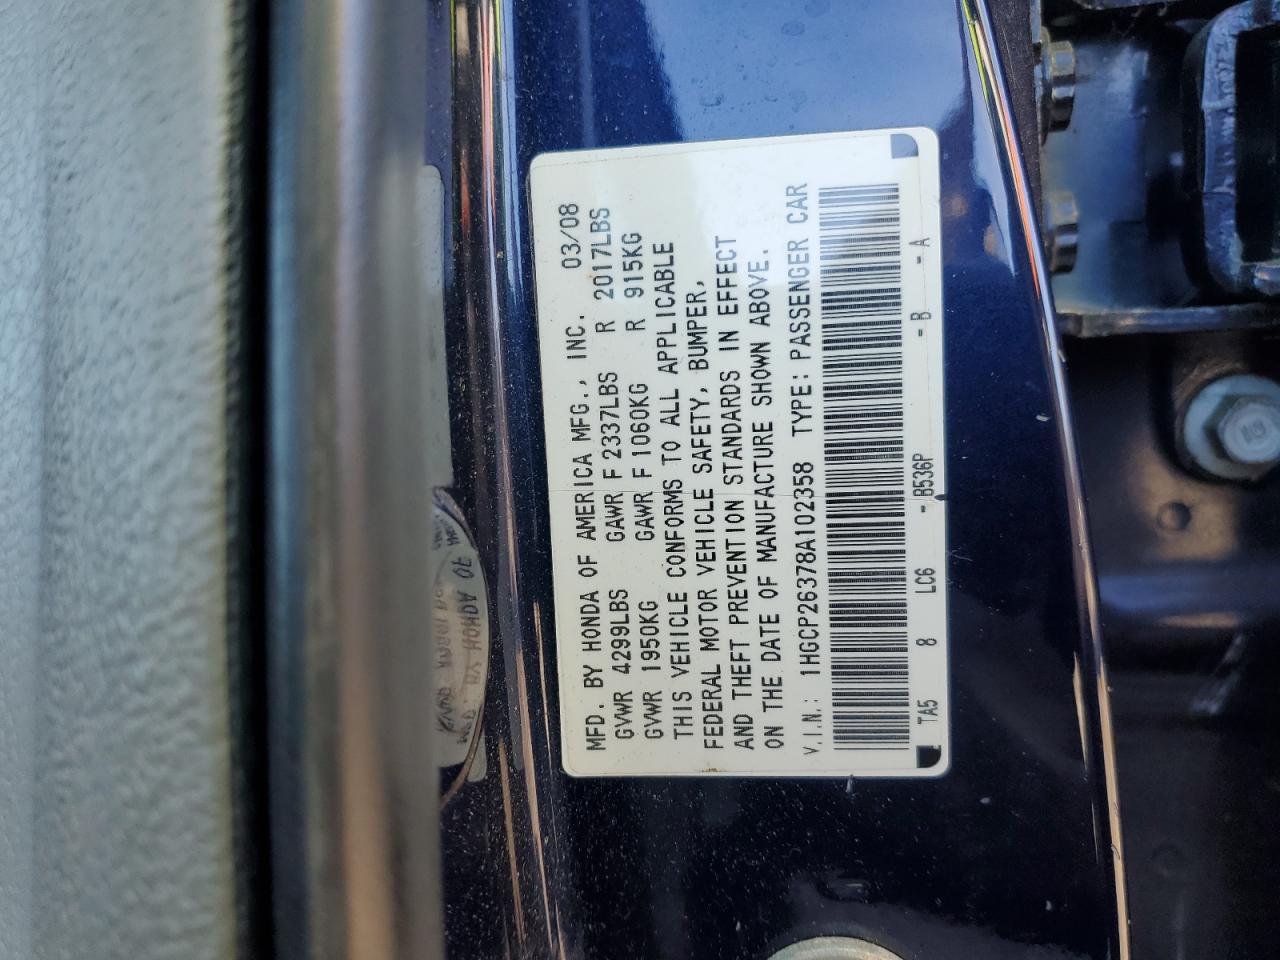 MFD. BY HONDA OF AMERICA MFG., INC. 03/08
GVWR 4299LBS GAWR F 2337LBS R 2017LBS
GVWR 1950KG GAWR F 1060KG R 915KG
THIS VEHICLE CONFORMS TO ALL APPLICABLE
FEDERAL MOTOR VEHICLE SAFETY, BUMPER,
AND THEFT PREVENTION STANDARDS IN EFFECT
ON THE DATE OF MANUFACTURE SHOWN ABOVE.
V.I.N.: 1HGCP26378A102358 TYPE: PASSENGER CAR
TA5 8 LC6 - B536P - B - A